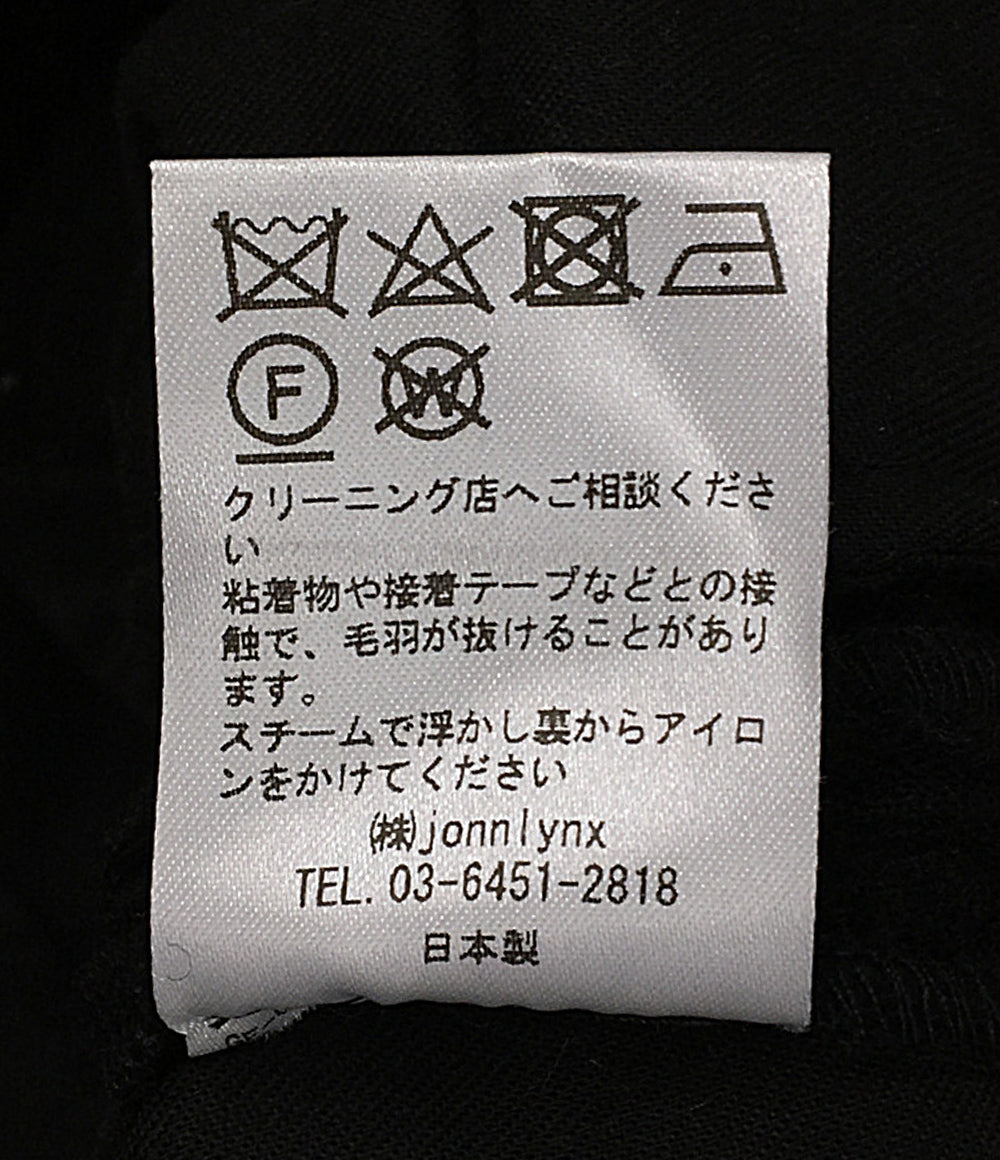 F W
クリーニング店へご相談くださ
い
粘着物や接着テープなどとの接
触で、毛羽が抜けることがあり
ます。
スチームで浮かし裏からアイロ
ンをかけてください
㈱jonnlynx
TEL. 03-6451-2818
日本製